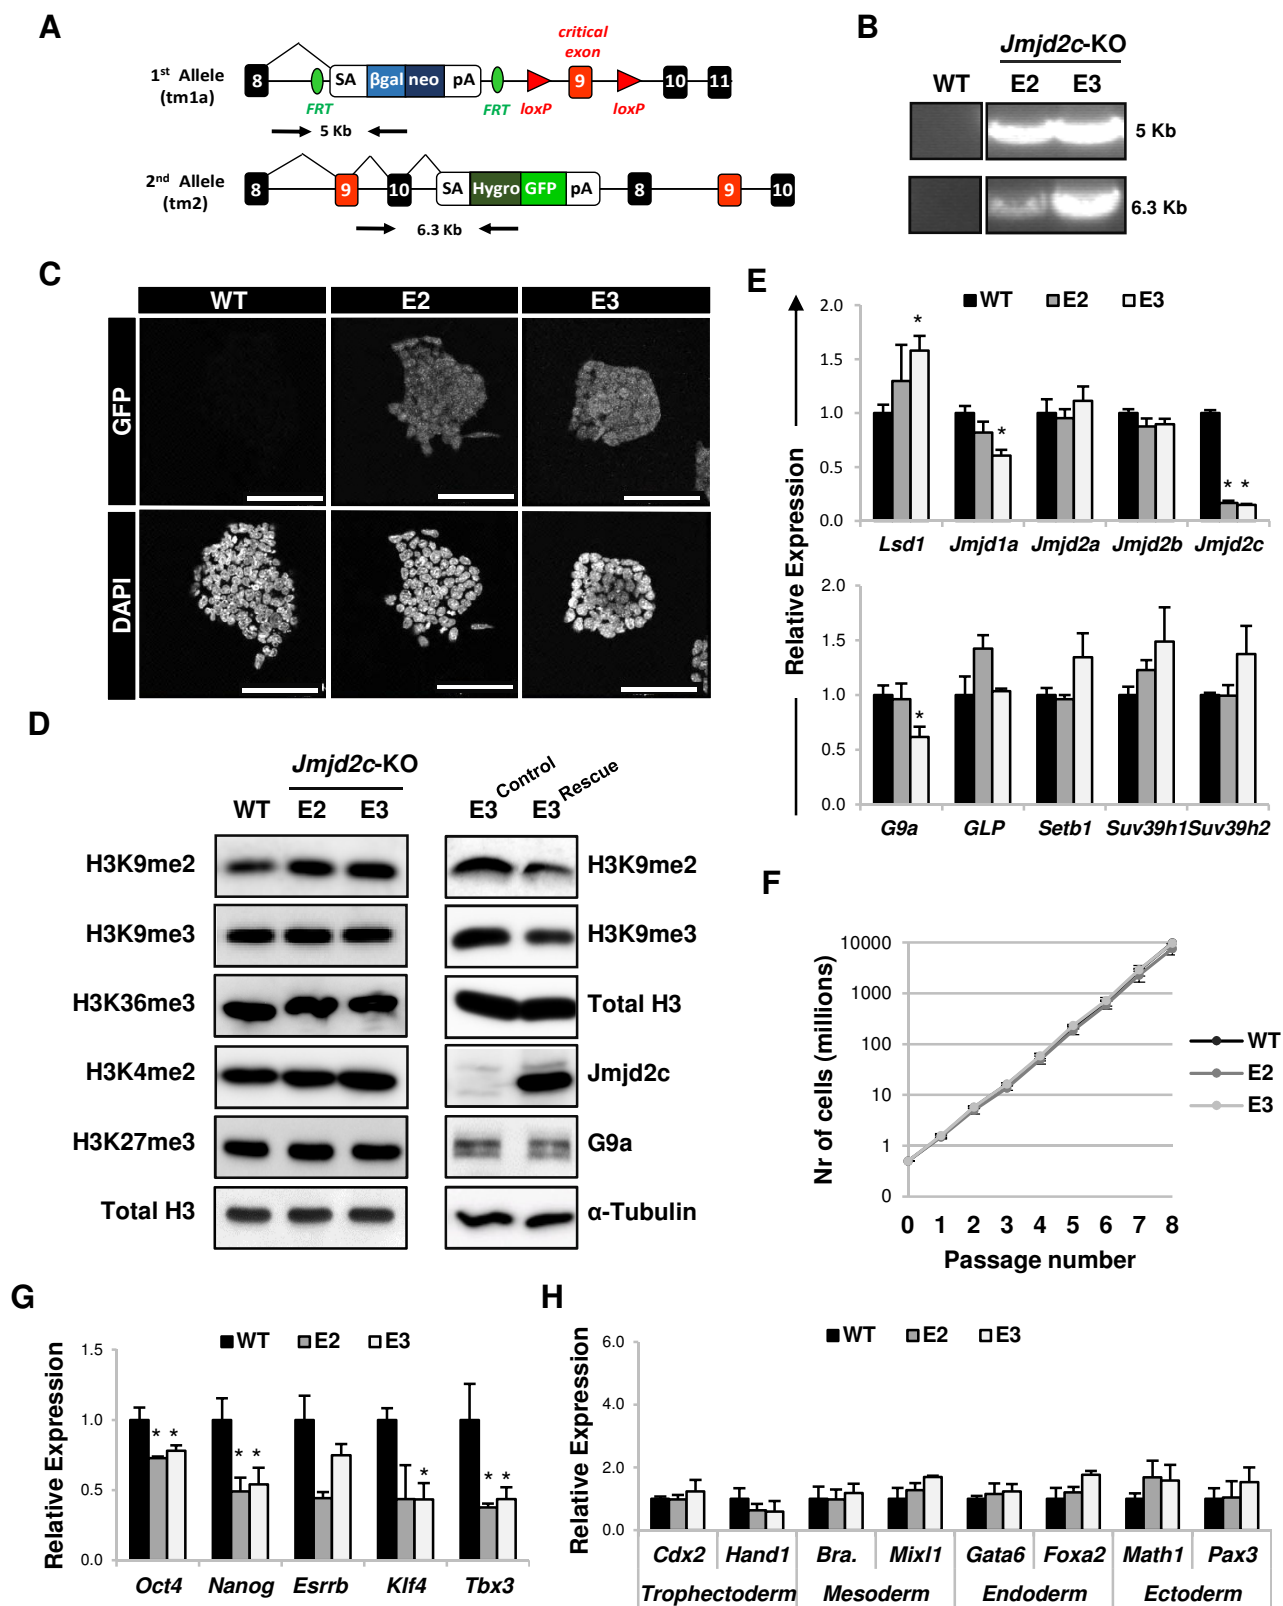 A
critical
exon
1st Allele
(tm1a)
8 SA βgal neo pA 9 10 11
FRT FRT loxP loxP
5 Kb
2nd Allele
(tm2)
8 9 10 SA Hygro GFP pA 8 9 10
6.3 Kb
B
Jmjd2c-KO
WT E2 E3
5 Kb
6.3 Kb
C
WT E2 E3
GFP
DAPI
D
Jmjd2c-KO
WT E2 E3
H3K9me2
H3K9me3
H3K36me3
H3K4me2
H3K27me3
Total H3
E3 Control E3 Rescue
H3K9me2
H3K9me3
Total H3
Jmjd2c
G9a
α-Tubulin
E
Relative Expression
WT E2 E3
2.0
1.5
1.0
0.5
0.0
* * * *
Lsd1 Jmjd1a Jmjd2a Jmjd2b Jmjd2c
2.0
1.5
1.0
0.5
0.0
*
G9a GLP Setb1 Suv39h1 Suv39h2
F
Nr of cells (millions)
10000
1000
100
10
1
0
0 1 2 3 4 5 6 7 8
Passage number
WT
E2
E3
G
Relative Expression
WT E2 E3
1.5
1.0
0.5
0.0
* * * * * * *
Oct4 Nanog Esrrb Klf4 Tbx3
H
Relative Expression
WT E2 E3
6.0
4.0
2.0
0.0
Cdx2 Hand1 Bra. Mixl1 Gata6 Foxa2 Math1 Pax3
Trophectoderm Mesoderm Endoderm Ectoderm